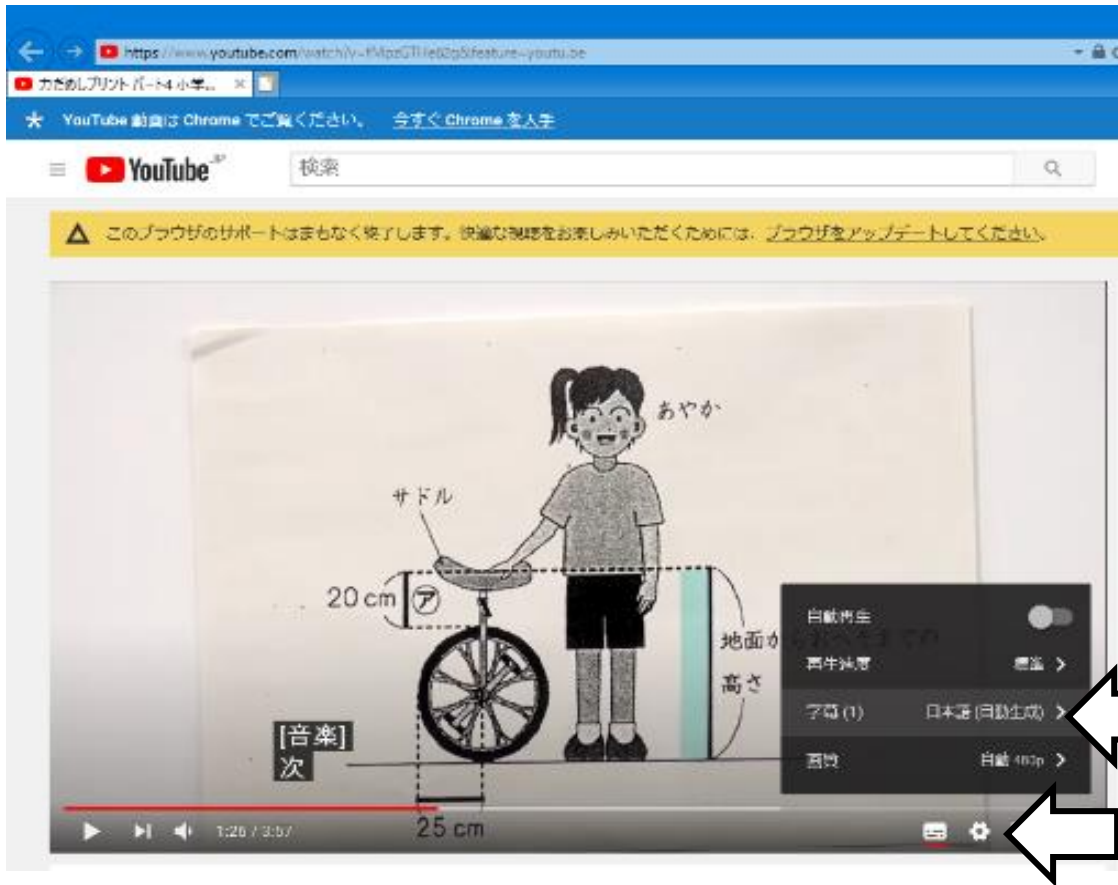 https://www.youtube.com/watch?v=
力だめしプリント パート4 小学...
YouTube 動画は Chrome でご覧ください。 今すぐ Chrome を入手
YouTube JP
検索
このブラウザのサポートはまもなく終了します。快適な視聴をお楽しみいただくためには、ブラウザをアップデートしてください。
あやか
サドル
20 cm ㋐
自動再生
地面か
再生速度 標準
高さ
字幕 (1) 日本語 (自動生成)
[音楽]
次
画質 自動 480p
1:26 / 3:57
25 cm